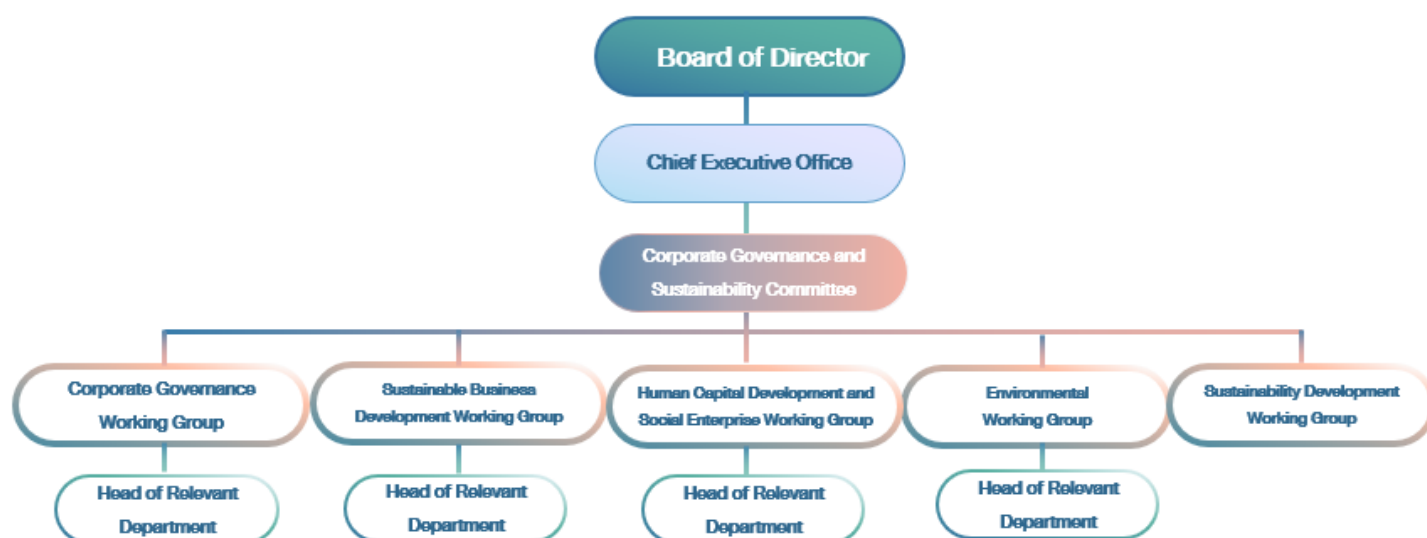 Board of Director
Chief Executive Office
Corporate Governance and
Sustainability Committee
Corporate Governance
Working Group
Sustainable Business
Development Working Group
Human Capital Development and
Social Enterprise Working Group
Environmental
Working Group
Sustainability Development
Working Group
Head of Relevant
Department
Head of Relevant
Department
Head of Relevant
Department
Head of Relevant
Department